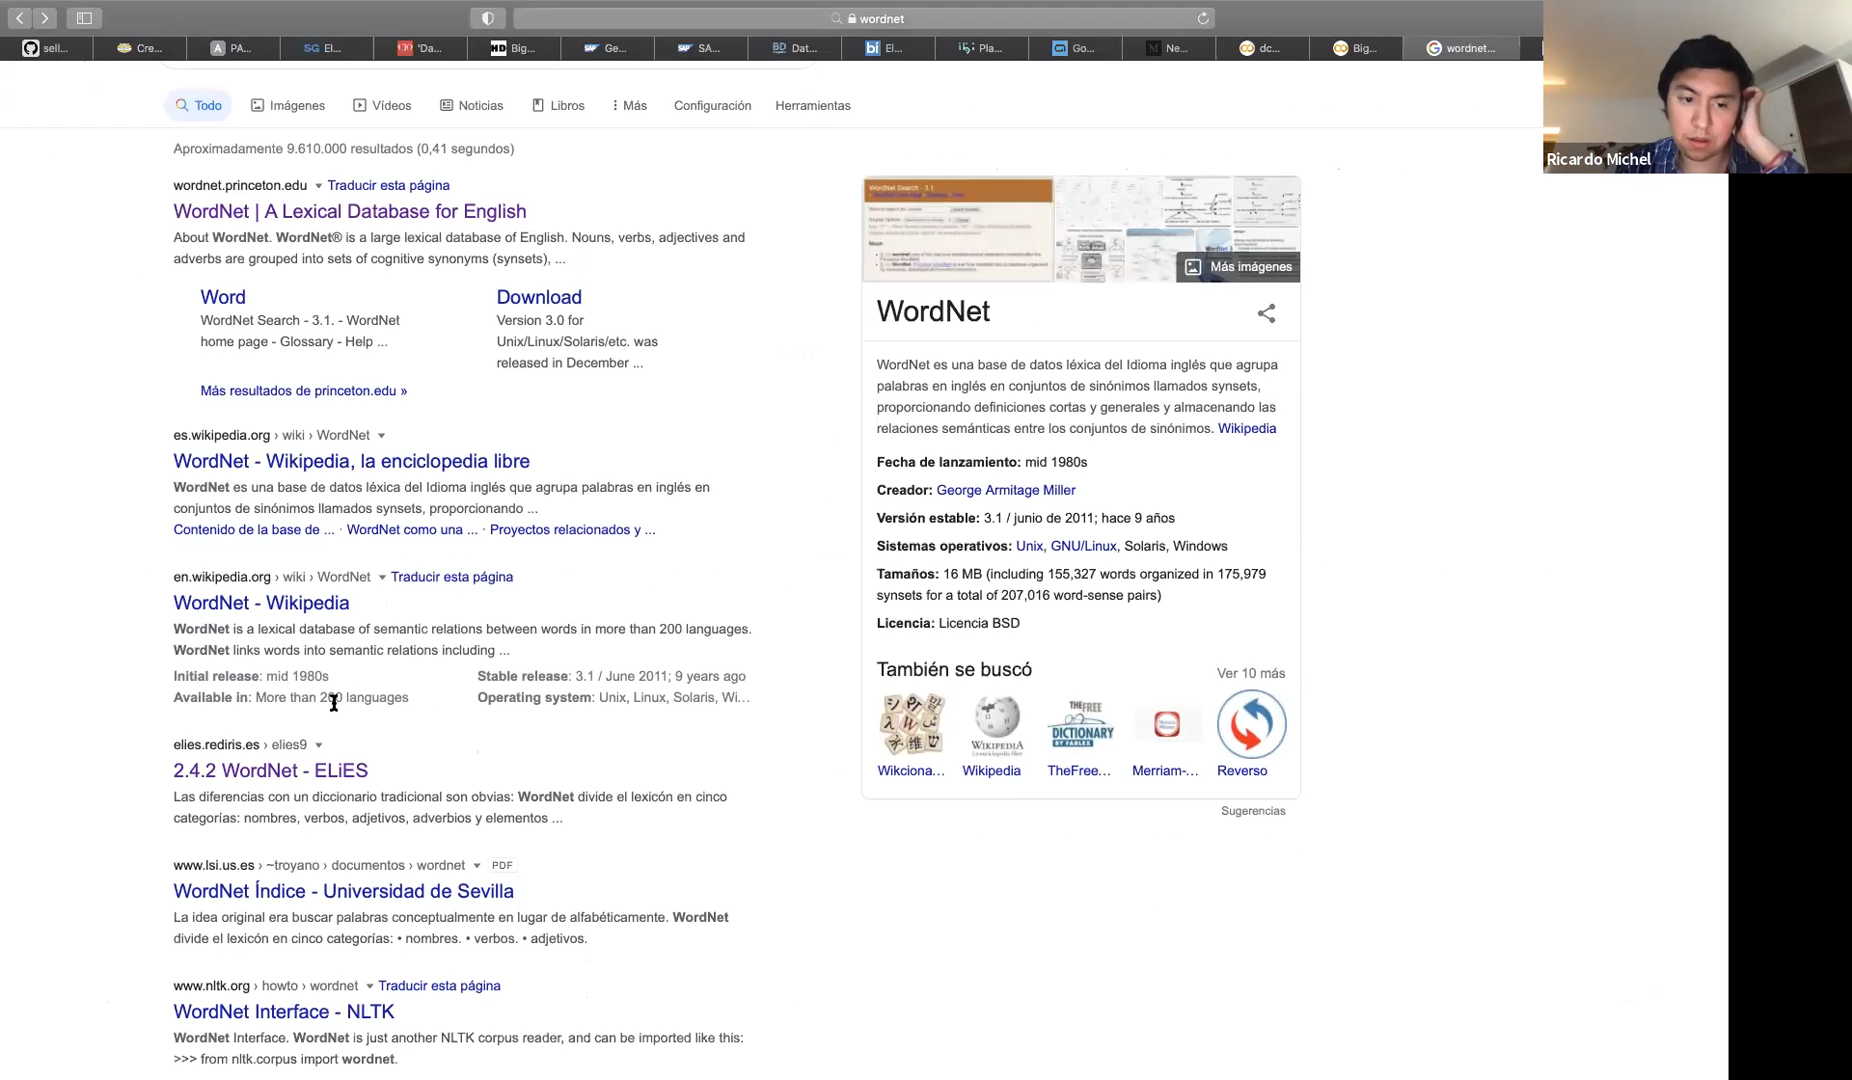 wordnet
sell...
Cre...
PA...
EI...
'Da...
Big...
Ge...
SA...
Dat...
El...
Pla...
Go...
Ne...
dc...
Big...
wordnet...
Ricardo Michel
Todo Imágenes Vídeos Noticias Libros Más Configuración Herramientas
Aproximadamente 9.610.000 resultados (0,41 segundos)
wordnet.princeton.edu Traducir esta página
WordNet | A Lexical Database for English
About WordNet. WordNet® is a large lexical database of English. Nouns, verbs, adjectives and
adverbs are grouped into sets of cognitive synonyms (synsets), ...
Word
WordNet Search - 3.1. - WordNet
home page - Glossary - Help ...
Download
Version 3.0 for
Unix/Linux/Solaris/etc. was
released in December ...
Más resultados de princeton.edu »
es.wikipedia.org › wiki › WordNet
WordNet - Wikipedia, la enciclopedia libre
WordNet es una base de datos léxica del Idioma inglés que agrupa palabras en inglés en
conjuntos de sinónimos llamados synsets, proporcionando ...
Contenido de la base de ... · WordNet como una ... · Proyectos relacionados y ...
en.wikipedia.org › wiki › WordNet Traducir esta página
WordNet - Wikipedia
WordNet is a lexical database of semantic relations between words in more than 200 languages.
WordNet links words into semantic relations including ...
Initial release: mid 1980s Stable release: 3.1 / June 2011; 9 years ago
Available in: More than 200 languages Operating system: Unix, Linux, Solaris, Wi...
elies.rediris.es › elies9
2.4.2 WordNet - ELiES
Las diferencias con un diccionario tradicional son obvias: WordNet divide el lexicón en cinco
categorías: nombres, verbos, adjetivos, adverbios y elementos ...
www.lsi.us.es › ~troyano › documentos › wordnet PDF
WordNet Índice - Universidad de Sevilla
La idea original era buscar palabras conceptualmente en lugar de alfabéticamente. WordNet
divide el lexicón en cinco categorías: • nombres. • verbos. • adjetivos.
www.nltk.org › howto › wordnet Traducir esta página
WordNet Interface - NLTK
WordNet Interface. WordNet is just another NLTK corpus reader, and can be imported like this:
>>> from nltk.corpus import wordnet.
WordNet Search - 3.1
Más imágenes
WordNet
WordNet es una base de datos léxica del Idioma inglés que agrupa
palabras en inglés en conjuntos de sinónimos llamados synsets,
proporcionando definiciones cortas y generales y almacenando las
relaciones semánticas entre los conjuntos de sinónimos. Wikipedia
Fecha de lanzamiento: mid 1980s
Creador: George Armitage Miller
Versión estable: 3.1 / junio de 2011; hace 9 años
Sistemas operativos: Unix, GNU/Linux, Solaris, Windows
Tamaños: 16 MB (including 155,327 words organized in 175,979
synsets for a total of 207,016 word-sense pairs)
Licencia: Licencia BSD
También se buscó Ver 10 más
WIKIPEDIA
THE FREE
DICTIONARY
BY FARLEX
Wikciona... Wikipedia TheFree... Merriam-... Reverso
Sugerencias